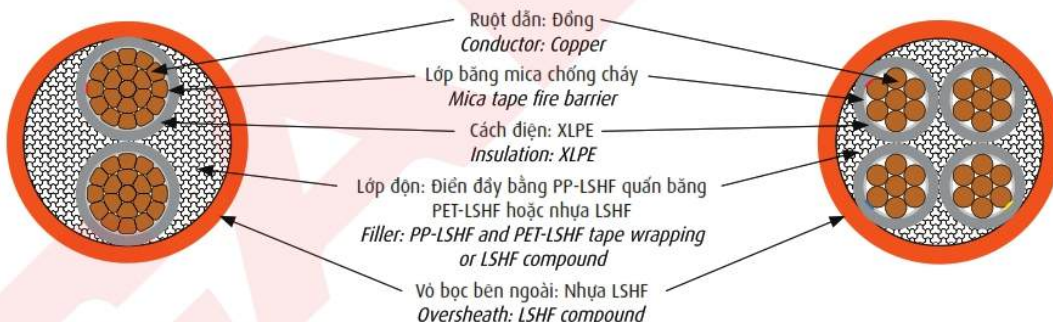 Ruột dẫn: Đồng
Conductor: Copper
Lớp băng mica chống cháy
Mica tape fire barrier
Cách điện: XLPE
Insulation: XLPE
Lớp độn: Điền đầy bằng PP-LSHF quấn băng
PET-LSHF hoặc nhựa LSHF
Filler: PP-LSHF and PET-LSHF tape wrapping
or LSHF compound
Vỏ bọc bên ngoài: Nhựa LSHF
Oversheath: LSHF compound